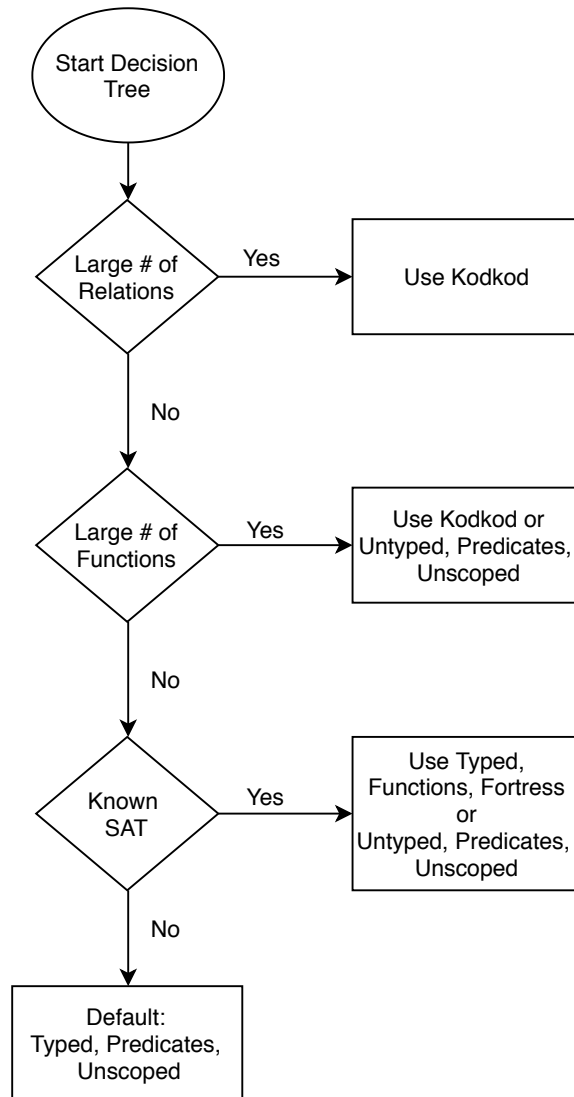 Start Decision
Tree
Large # of
Relations
Yes
Use Kodkod
No
Large # of
Functions
Yes
Use Kodkod or
Untyped, Predicates,
Unscoped
No
Known
SAT
Yes
Use Typed,
Functions, Fortress
or
Untyped, Predicates,
Unscoped
No
Default:
Typed, Predicates,
Unscoped